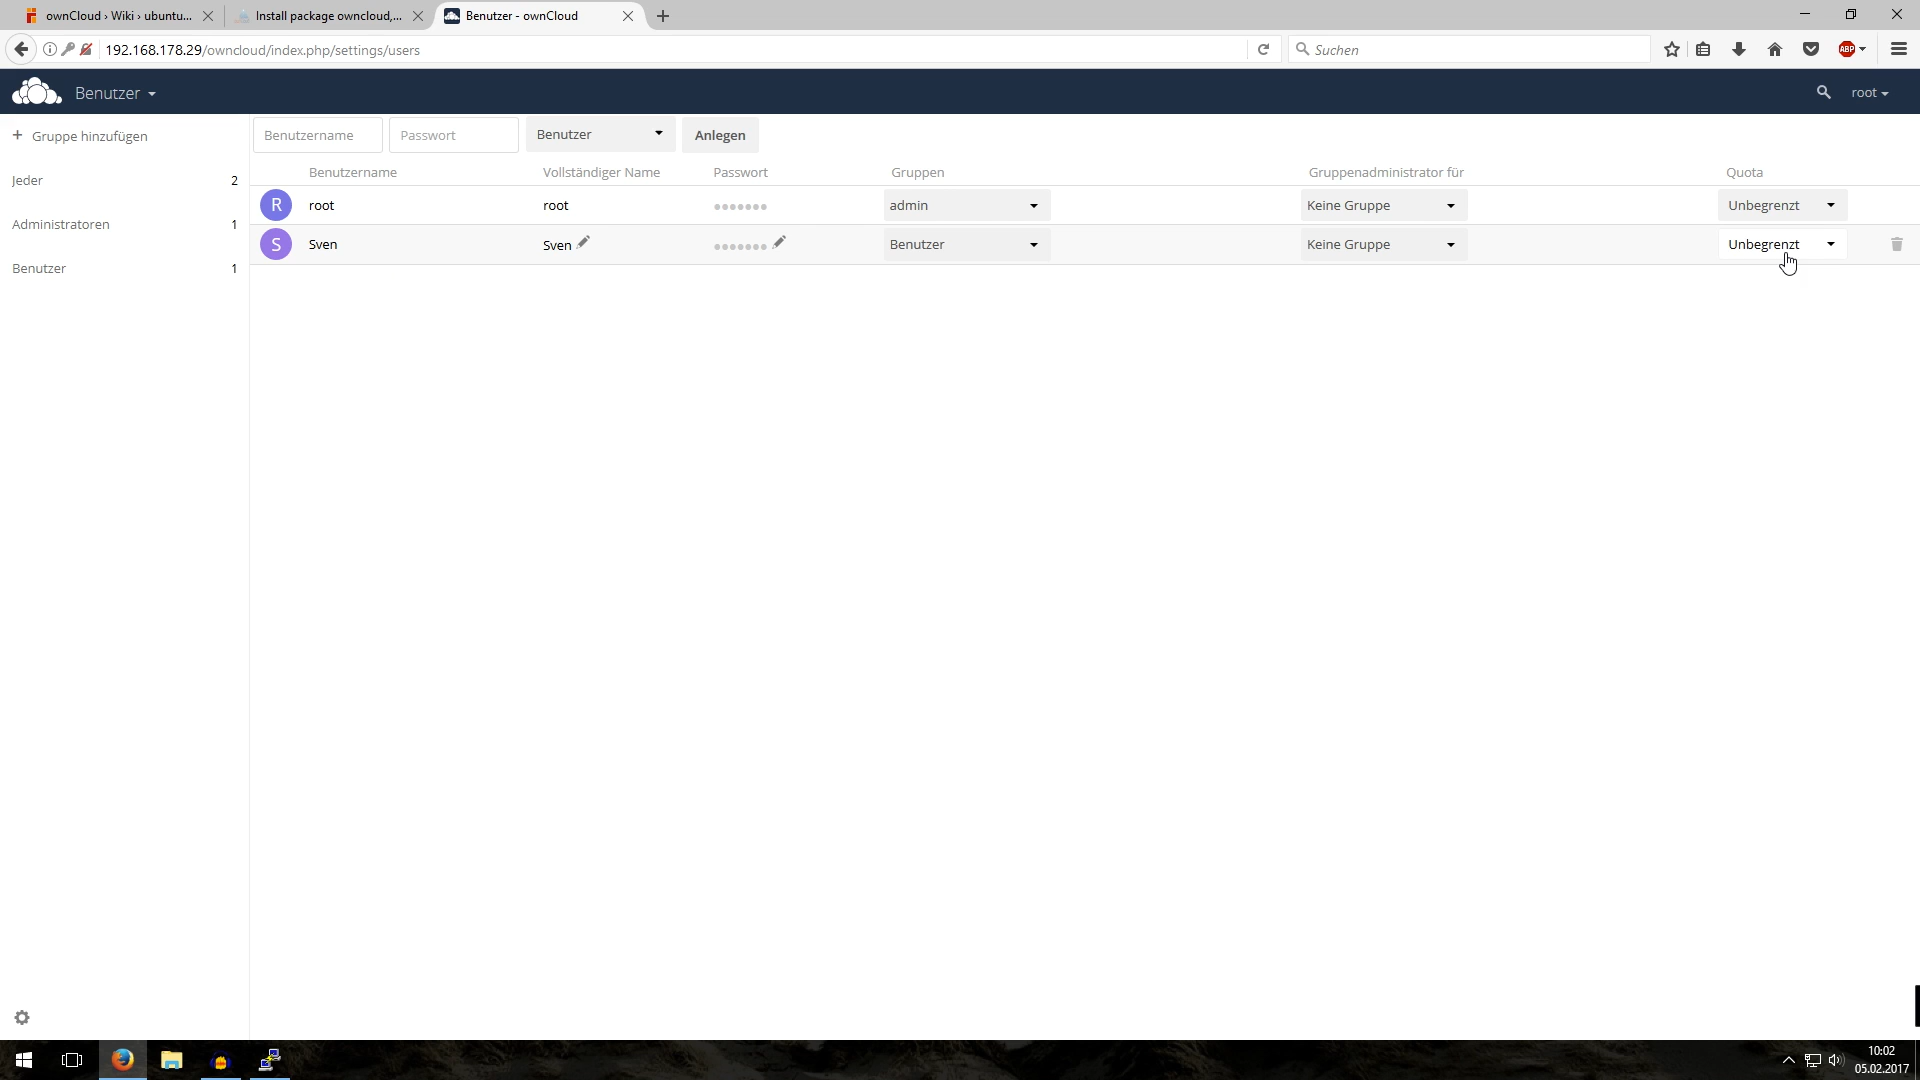 ownCloud › Wiki › ubuntu...
Install package owncloud,...
Benutzer - ownCloud
192.168.178.29/owncloud/index.php/settings/users
Suchen
ABP
Benutzer
root
Gruppe hinzufügen
Benutzername
Passwort
Benutzer
Anlegen
Benutzername
Vollständiger Name
Passwort
Gruppen
Gruppenadministrator für
Quota
Jeder 2
R root root admin Keine Gruppe Unbegrenzt
Administratoren 1
S Sven Sven Benutzer Keine Gruppe Unbegrenzt
Benutzer 1
10:02
05.02.2017